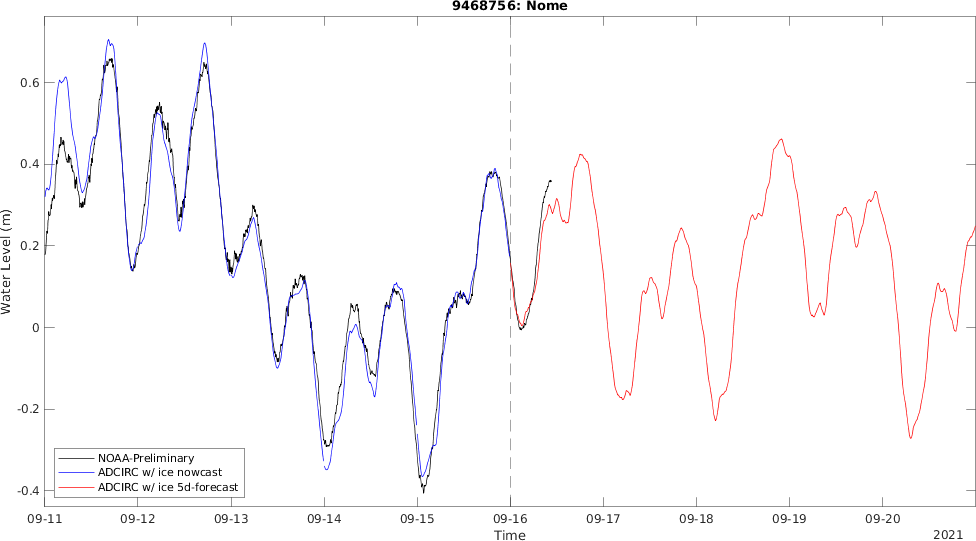 9468756: Nome
Water Level (m)
0.6
0.4
0.2
0
-0.2
-0.4
NOAA-Preliminary
ADCIRC w/ ice nowcast
ADCIRC w/ ice 5d-forecast
09-11 09-12 09-13 09-14 09-15 09-16 09-17 09-18 09-19 09-20
Time
2021